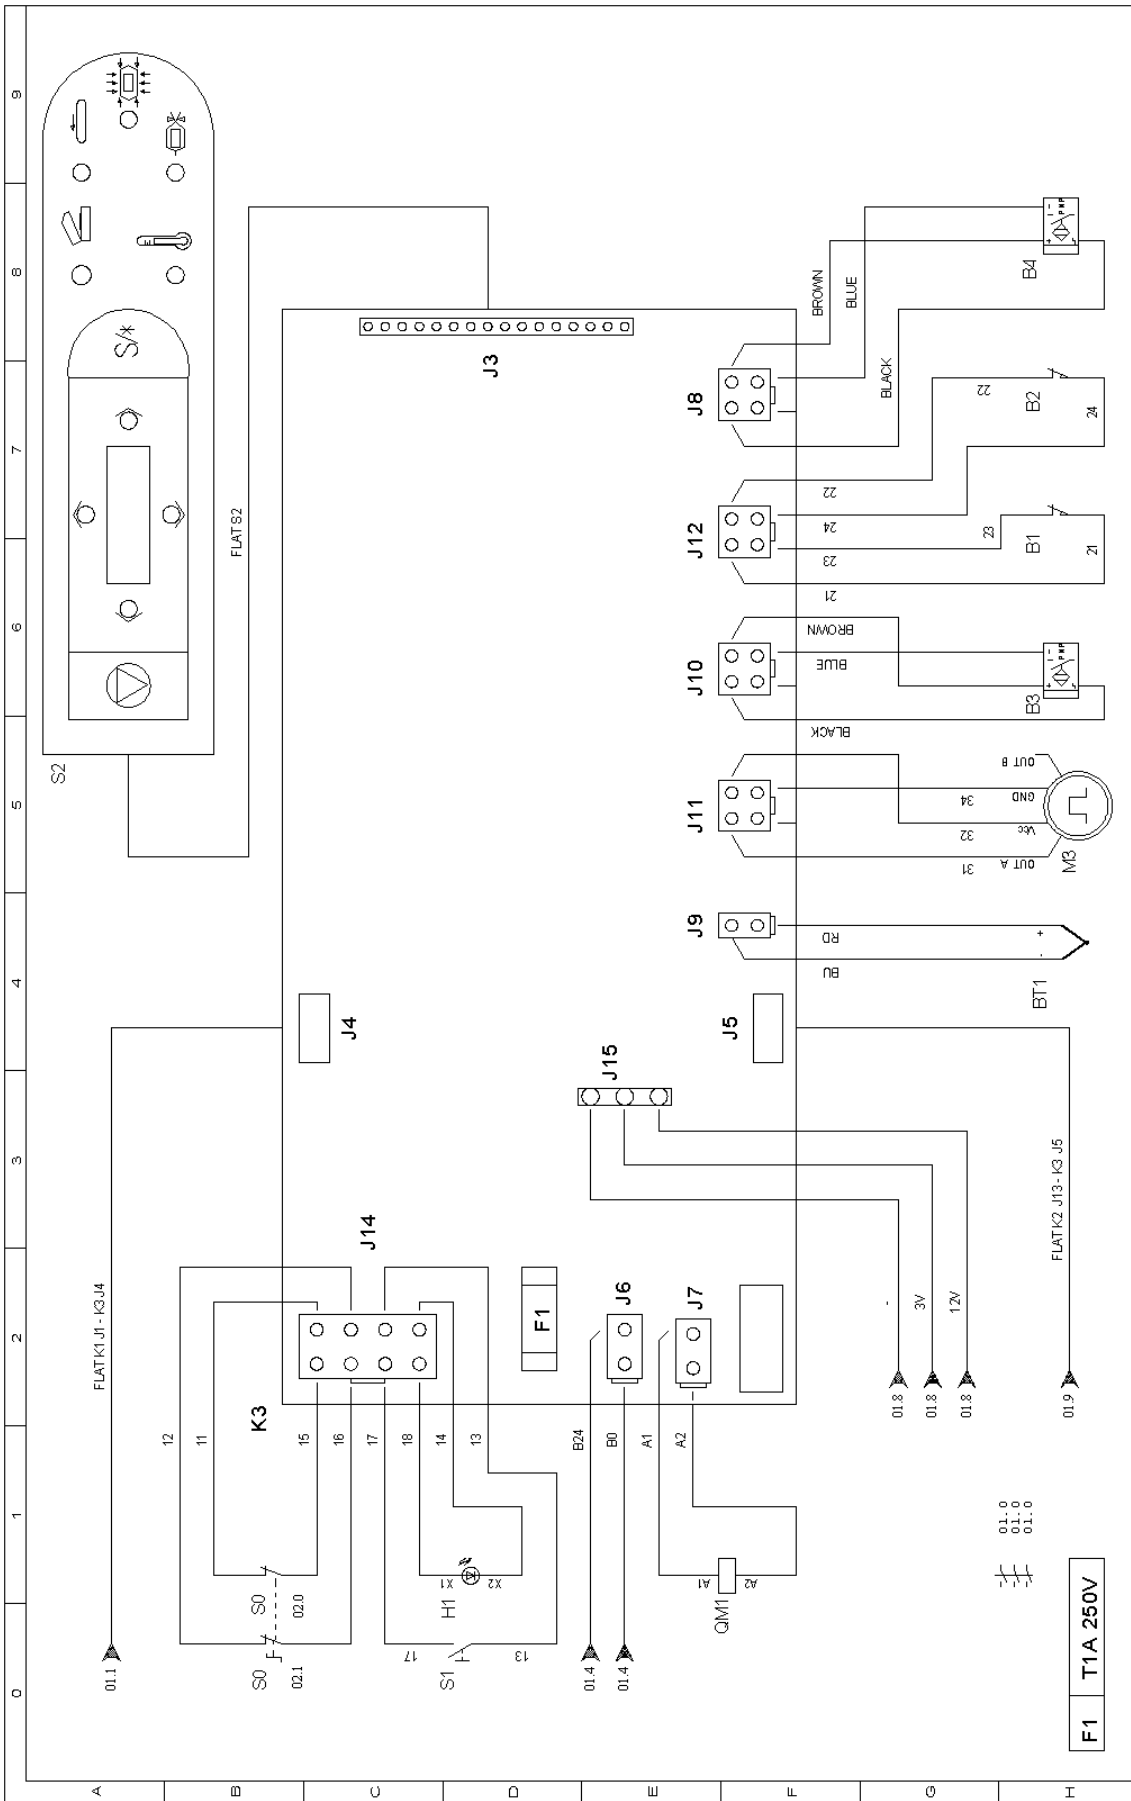 0 1 2 3 4 5 6 7 8 9
A
B
C
D
E
F
G
H
S2
S/*
FLAT S2
01.1
FLAT K1 J1 - K3 J4
12
11
S0
02.1
S0
02.0
K3
15
16
17
18
14
13
J14
J4
J3
17
S1
13
H1
X1
X2
F1
01.4
01.4
B24
B0
A1
A2
J6
J7
QM1
A1
A2
J15
J5
J9
J11
J10
J12
J8
BU
RD
BLACK
BLUE
BROWN
21
23
24
22
BLACK
BROWN
BLUE
01.8
01.8
01.8
-
3V
12V
31
32
34
23
22
OUT A
Vcc
GND
OUT B
01.9
FLAT K2 J13 - K3 J5
BT1
- +
M3
B3
PNP
B1
21
B2
24
B4
PNP
01.0
01.0
01.0
F1 T1A 250V